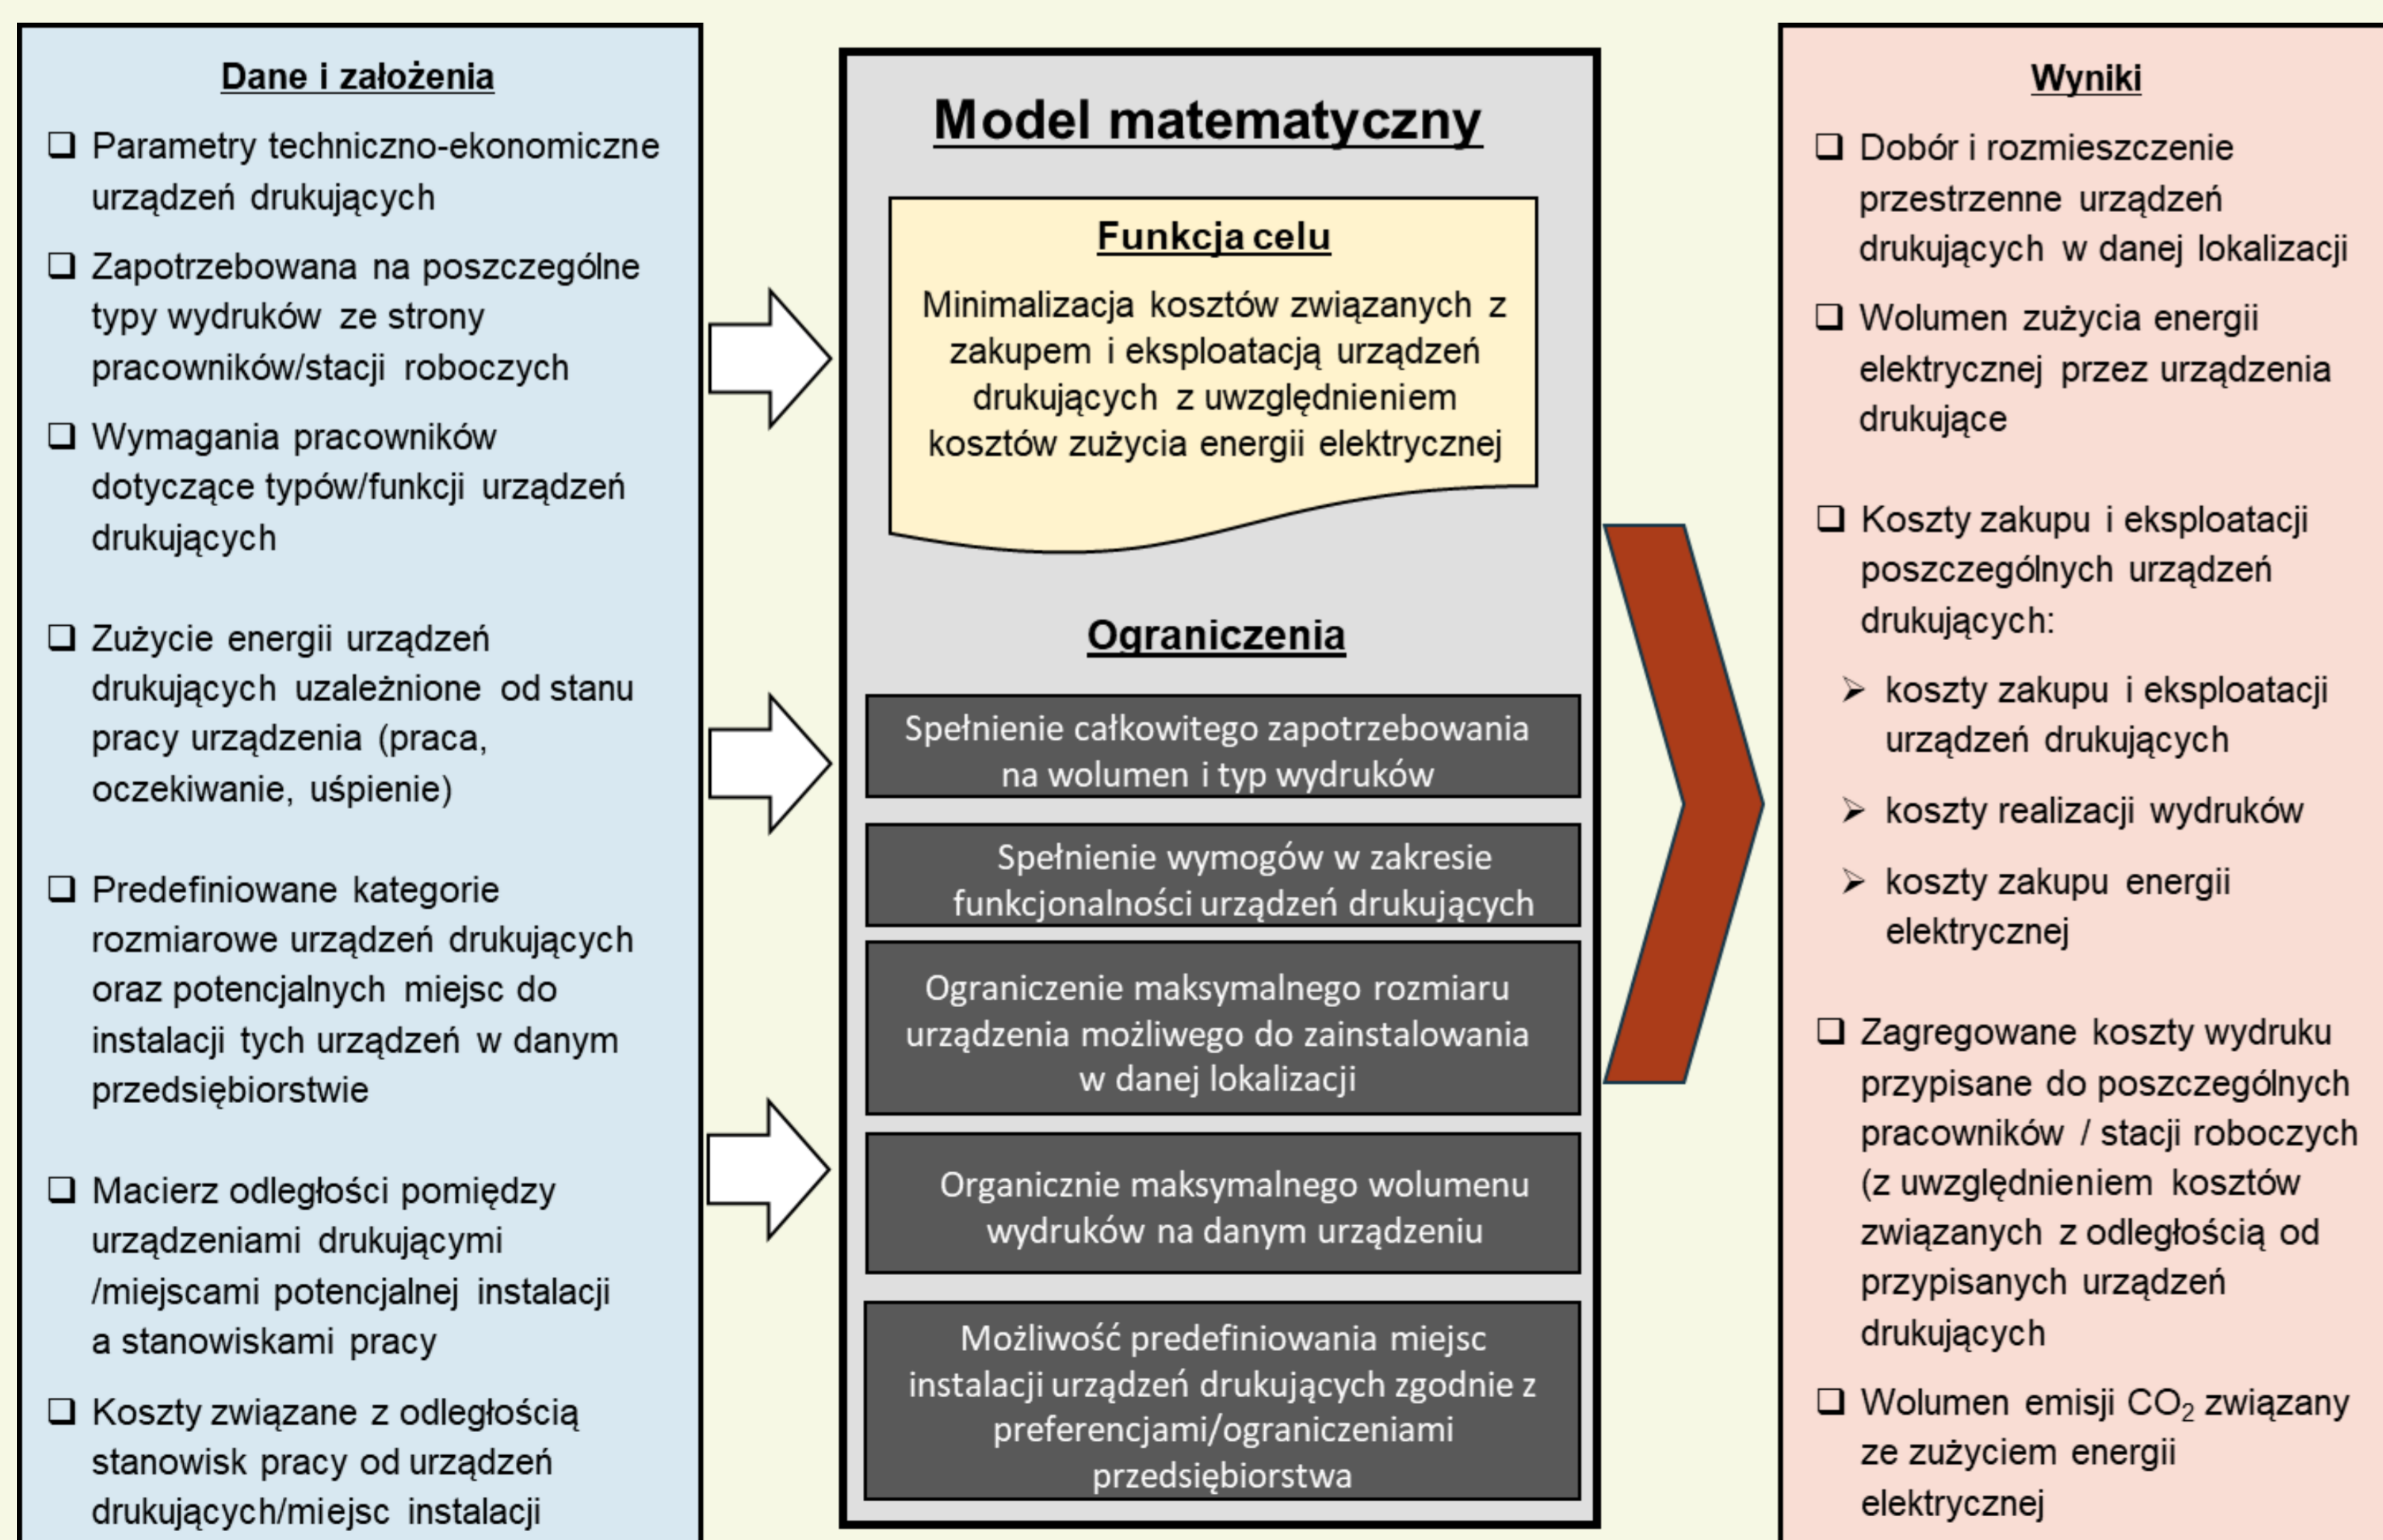 Dane i założenia
Parametry techniczno-ekonomiczne
urządzeń drukujących
Zapotrzebowana na poszczególne
typy wydruków ze strony
pracowników/stacji roboczych
Wymagania pracowników
dotyczące typów/funkcji urządzeń
drukujących
Zużycie energii urządzeń
drukujących uzależnione od stanu
pracy urządzenia (praca,
oczekiwanie, uśpienie)
Predefiniowane kategorie
rozmiarowe urządzeń drukujących
oraz potencjalnych miejsc do
instalacji tych urządzeń w danym
przedsiębiorstwie
Macierz odległości pomiędzy
urządzeniami drukującymi
/miejscami potencjalnej instalacji
a stanowiskami pracy
Koszty związane z odległością
stanowisk pracy od urządzeń
drukujących/miejsc instalacji
Model matematyczny
Funkcja celu
Minimalizacja kosztów związanych z
zakupem i eksploatacją urządzeń
drukujących z uwzględnieniem
kosztów zużycia energii elektrycznej
Ograniczenia
Spełnienie całkowitego zapotrzebowania
na wolumen i typ wydruków
Spełnienie wymogów w zakresie
funkcjonalności urządzeń drukujących
Ograniczenie maksymalnego rozmiaru
urządzenia możliwego do zainstalowania
w danej lokalizacji
Organicznie maksymalnego wolumenu
wydruków na danym urządzeniu
Możliwość predefiniowania miejsc
instalacji urządzeń drukujących zgodnie z
preferencjami/ograniczeniami
przedsiębiorstwa
Wyniki
Dobór i rozmieszczenie
przestrzenne urządzeń
drukujących w danej lokalizacji
Wolumen zużycia energii
elektrycznej przez urządzenia
drukujące
Koszty zakupu i eksploatacji
poszczególnych urządzeń
drukujących:
koszty zakupu i eksploatacji
urządzeń drukujących
koszty realizacji wydruków
koszty zakupu energii
elektrycznej
Zagregowane koszty wydruku
przypisane do poszczególnych
pracowników / stacji roboczych
(z uwzględnieniem kosztów
związanych z odległością od
przypisanych urządzeń
drukujących
Wolumen emisji CO₂ związany
ze zużyciem energii
elektrycznej